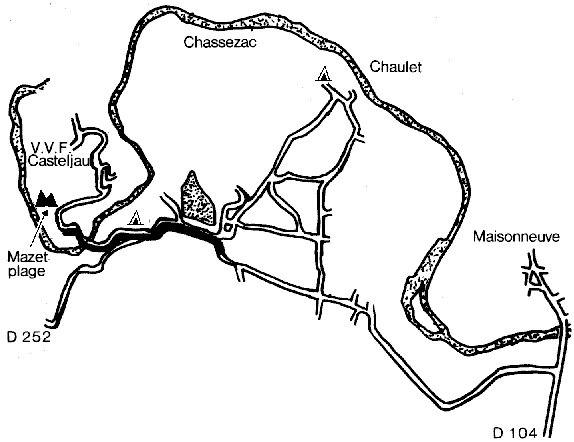 Chassezac
Chaulet
V.V.F.
Casteljau
Maisonneuve
Mazet
plage
D 252
D 104